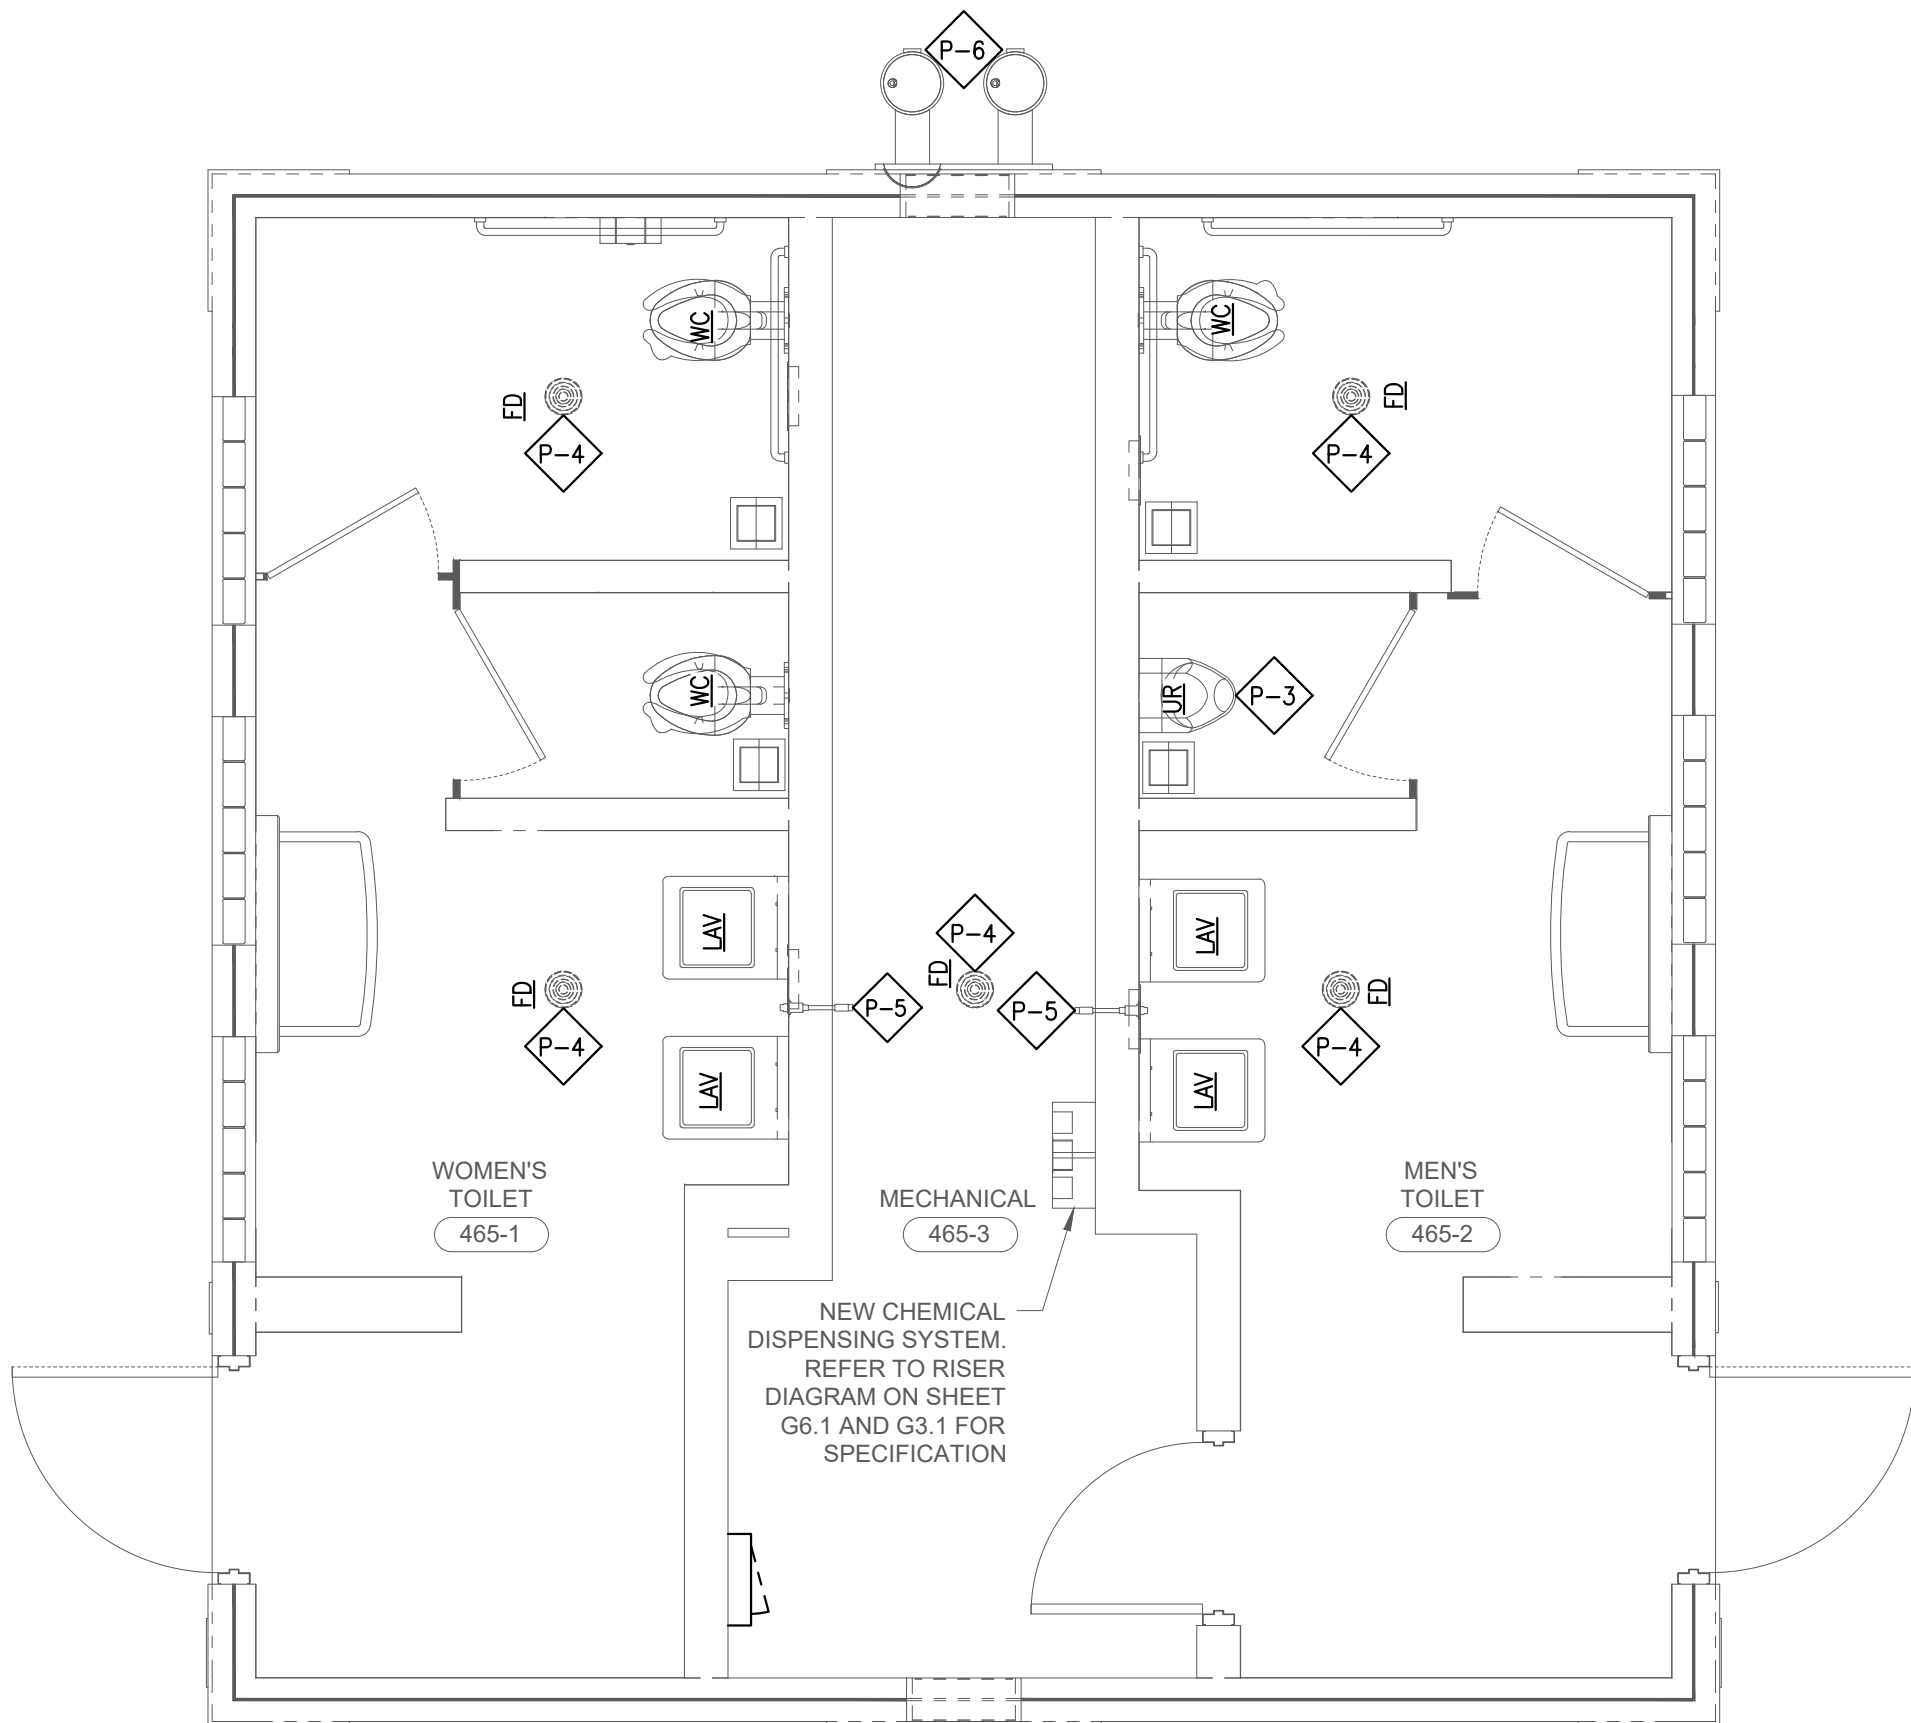 P-6
WC
WC
FD
FD
P-4
P-4
WC
UR
P-3
LAV
P-4
LAV
FD
FD
FD
P-5
P-5
P-4
P-4
LAV
LAV
WOMEN'S
TOILET
465-1
MECHANICAL
465-3
MEN'S
TOILET
465-2
NEW CHEMICAL
DISPENSING SYSTEM.
REFER TO RISER
DIAGRAM ON SHEET
G6.1 AND G3.1 FOR
SPECIFICATION